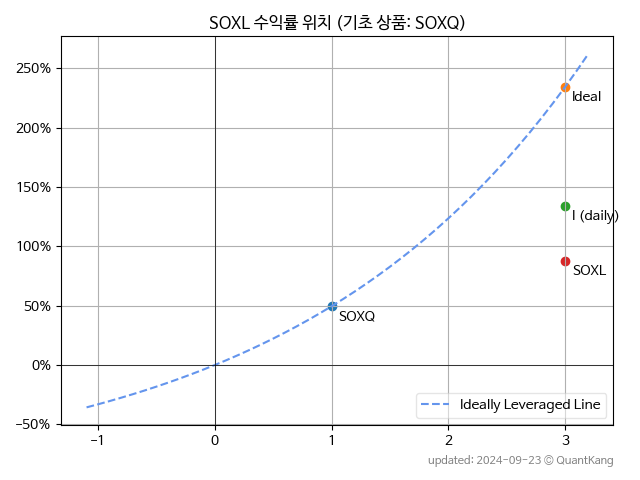 SOXL 수익률 위치 (기초 상품: SOXQ)
250%
200%
150%
100%
50%
0%
−50%
Ideal
I (daily)
SOXL
SOXQ
Ideally Leveraged Line
−1 0 1 2 3
updated: 2024-09-23 © QuantKang